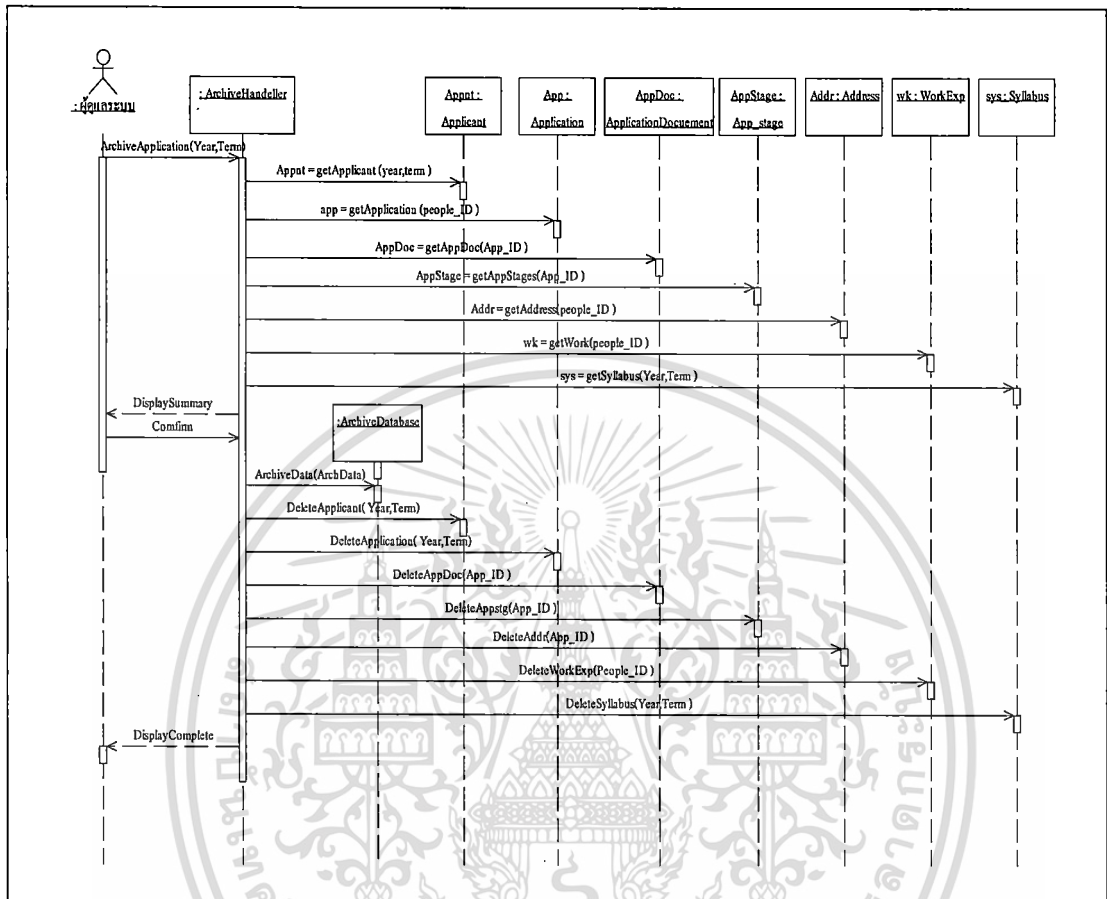 : ผู้ดูแลระบบ
: ArchiveHandeller
Appnt :
Applicant
App :
Application
AppDoc :
ApplicationDocuement
AppStage :
App_stage
Addr : Address
wk : WorkExp
sys : Syllabus
ArchiveApplication(Year,Term)
Appnt = getApplicant (year,term )
app = getApplication (people_ID )
AppDoc = getAppDoc(App_ID )
AppStage = getAppStages(App_ID )
Addr = getAddress(people_ID )
wk = getWork(people_ID )
sys = getSyllabus(Year,Term )
DisplaySummary
:ArchiveDatabase
Comfirm
ArchiveData(ArchData)
DeleteApplicant( Year,Term)
DeleteApplication( Year,Term)
DeleteAppDoc(App_ID )
DeleteAppstg(App_ID )
DeleteAddr(App_ID )
DeleteWorkExp(People_ID )
DeleteSyllabus(Year,Term )
DisplayComplete